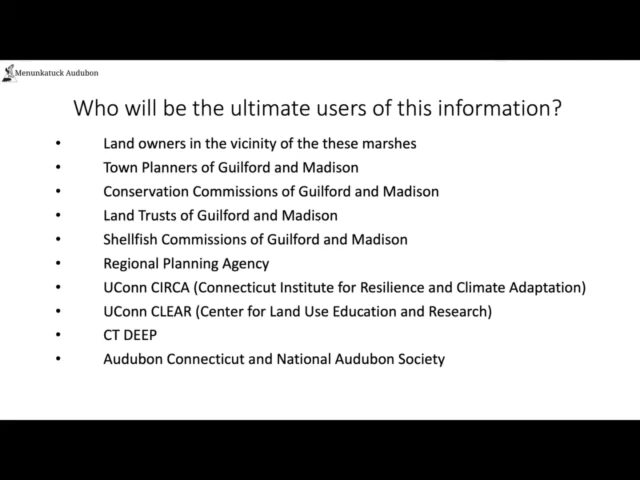 Menunkatuck Audubon
Who will be the ultimate users of this information?
• Land owners in the vicinity of the these marshes
• Town Planners of Guilford and Madison
• Conservation Commissions of Guilford and Madison
• Land Trusts of Guilford and Madison
• Shellfish Commissions of Guilford and Madison
• Regional Planning Agency
• UConn CIRCA (Connecticut Institute for Resilience and Climate Adaptation)
• UConn CLEAR (Center for Land Use Education and Research)
• CT DEEP
• Audubon Connecticut and National Audubon Society